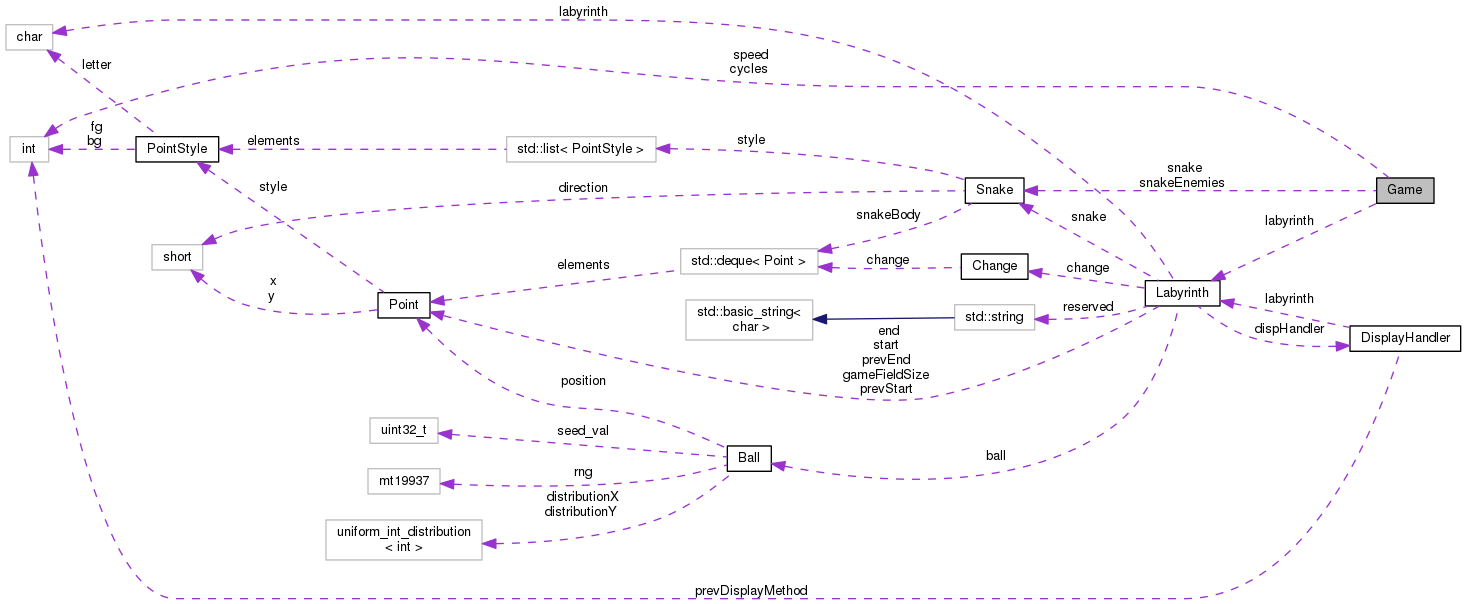 labyrinth
char
speed
cycles
letter
fg
bg
int
PointStyle
elements
std::list< PointStyle >
style
snake
snakeEnemies
Game
style
direction
Snake
snakeBody
snake
labyrinth
short
std::deque< Point >
change
Change
change
elements
x
y
Point
Labyrinth
labyrinth
std::basic_string<
char >
std::string
reserved
dispHandler
DisplayHandler
end
start
prevEnd
gameFieldSize
prevStart
position
uint32_t
seed_val
Ball
ball
mt19937
rng
distributionX
distributionY
uniform_int_distribution
< int >
prevDisplayMethod